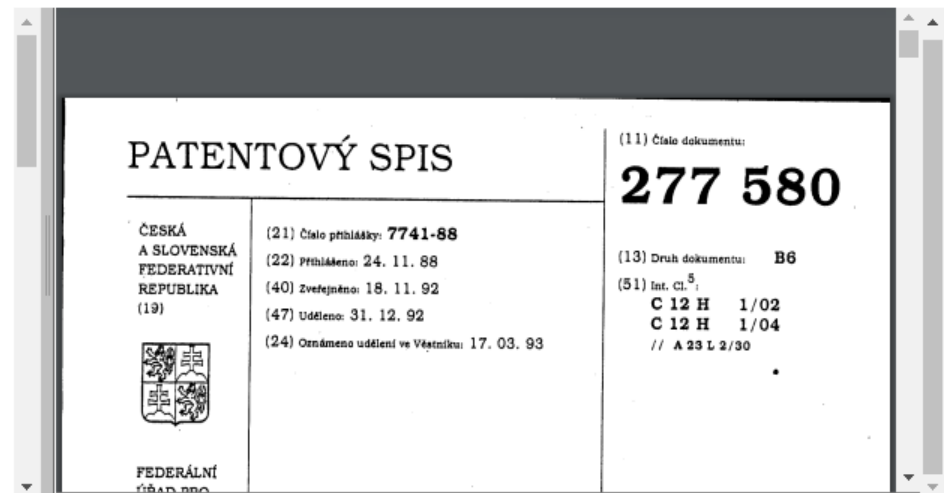 PATENTOVÝ SPIS
(11) Číslo dokumentu:
277 580
ČESKÁ
A SLOVENSKÁ
FEDERATIVNÍ
REPUBLIKA
(19)
(21) Číslo přihlášky: 7741-88
(22) Přihlášeno: 24. 11. 88
(40) Zveřejněno: 18. 11. 92
(47) Uděleno: 31. 12. 92
(24) Oznámeno udělení ve Věstníku: 17. 03. 93
(13) Druh dokumentu: B6
(51) Int. Cl.5:
C 12 H 1/02
C 12 H 1/04
// A 23 L 2/30
FEDERÁLNÍ
ÚŘAD PRO